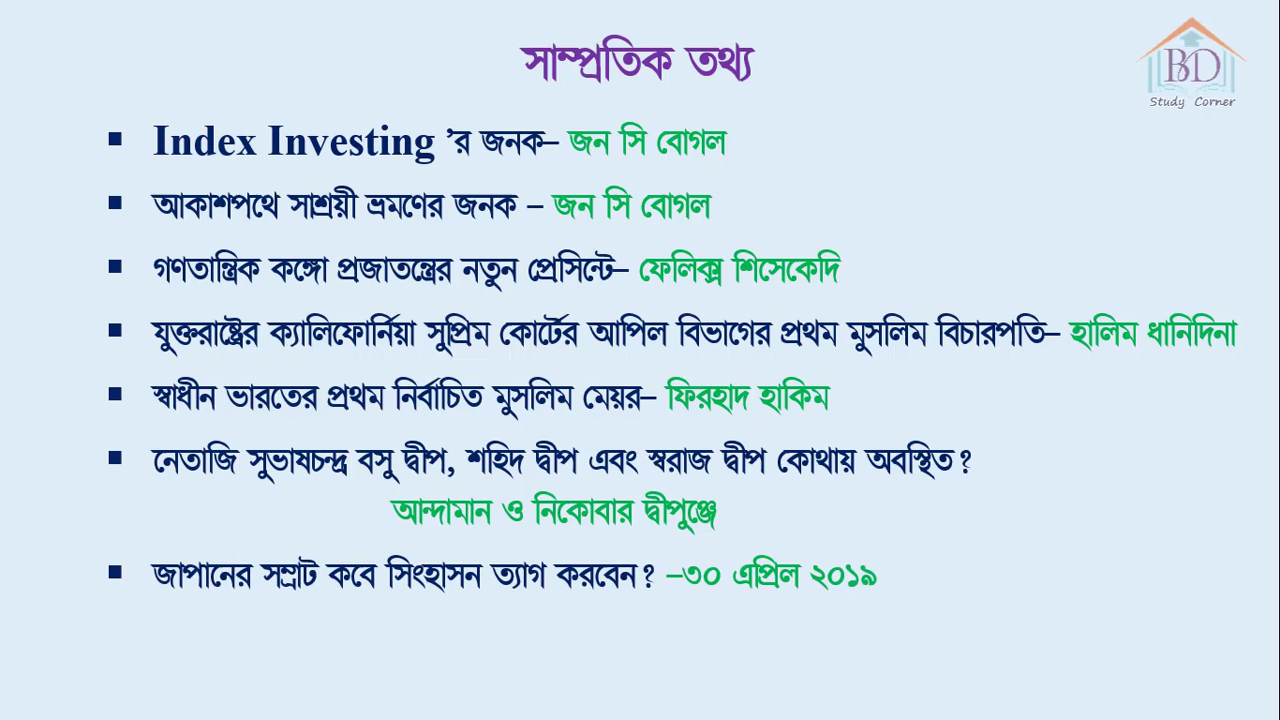 সাম্প্রতিক তথ্য
BD
Study Corner
▪ Index Investing ’র জনক– জন সি বোগল
▪ আকাশপথে সাশ্রয়ী ভ্রমণের জনক – জন সি বোগল
▪ গণতান্ত্রিক কঙ্গো প্রজাতন্ত্রের নতুন প্রেসিন্টে– ফেলিক্স শিসেকেদি
▪ যুক্তরাষ্ট্রের ক্যালিফোর্নিয়া সুপ্রিম কোর্টের আপিল বিভাগের প্রথম মুসলিম বিচারপতি– হালিম ধানিদিনা
▪ স্বাধীন ভারতের প্রথম নির্বাচিত মুসলিম মেয়র– ফিরহাদ হাকিম
▪ নেতাজি সুভাষচন্দ্র বসু দ্বীপ, শহিদ দ্বীপ এবং স্বরাজ দ্বীপ কোথায় অবস্থিত?
আন্দামান ও নিকোবার দ্বীপুঞ্জে
▪ জাপানের সম্রাট কবে সিংহাসন ত্যাগ করবেন? –৩০ এপ্রিল ২০১৯